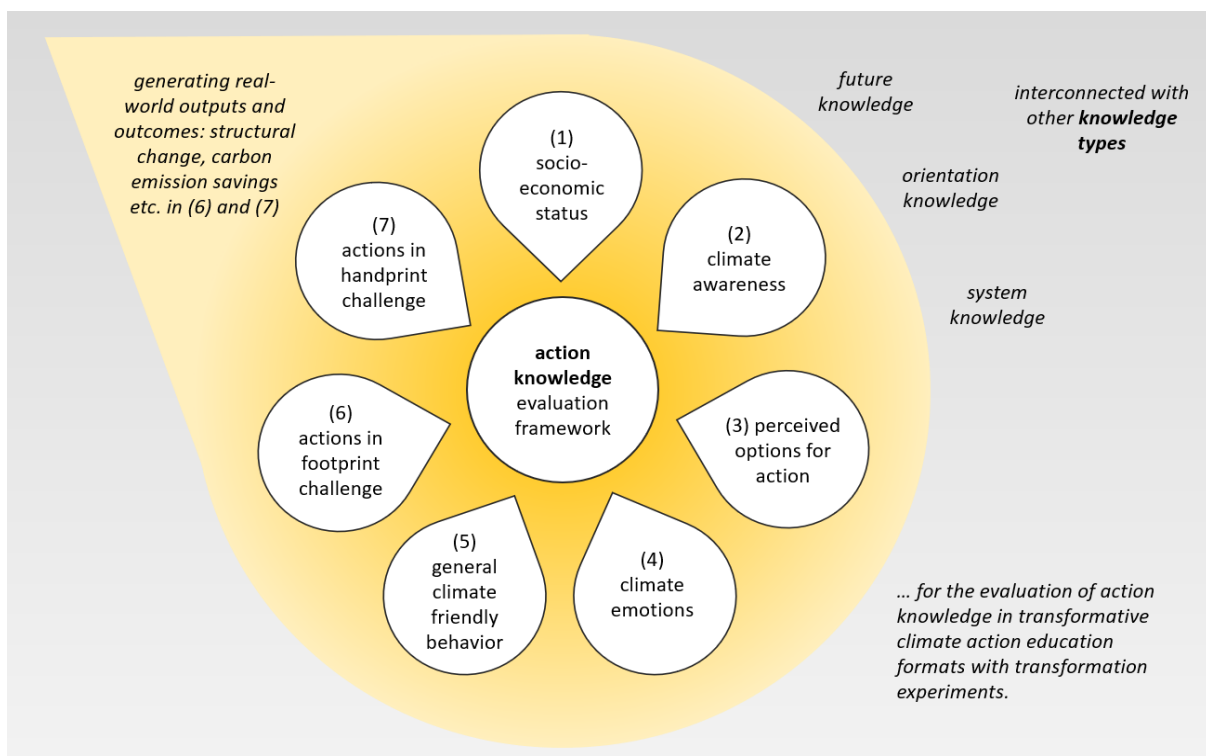 generating real-
world outputs and
outcomes: structural
change, carbon
emission savings
etc. in (6) and (7)
(1)
socio-
economic
status
(2)
climate
awareness
(3) perceived
options for
action
(4)
climate
emotions
(5)
general
climate
friendly
behavior
(6)
actions in
footprint
challenge
(7)
actions in
handprint
challenge
action
knowledge
evaluation
framework
future
knowledge
orientation
knowledge
system
knowledge
interconnected with
other knowledge
types
... for the evaluation of action
knowledge in transformative
climate action education
formats with transformation
experiments.